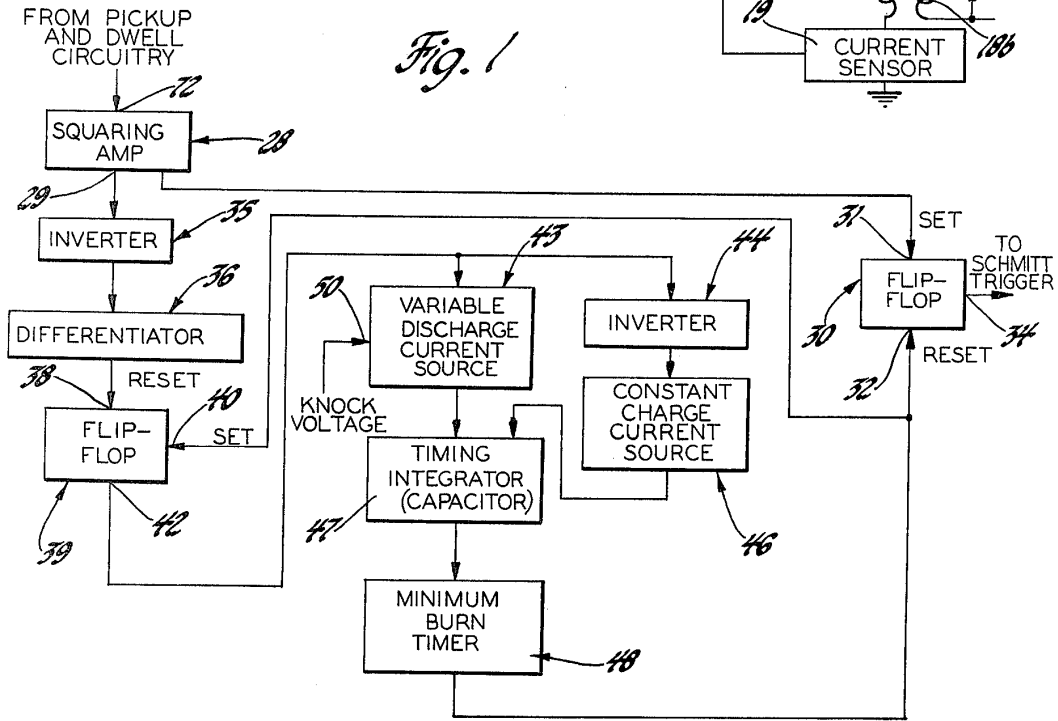 FROM PICKUP
AND DWELL
CIRCUITRY
Fig. 1
19
CURRENT
SENSOR
18b
72
SQUARING
AMP
28
29
INVERTER
35
36
DIFFERENTIATOR
38
RESET
40
FLIP-
FLOP
SET
39
42
43
50
VARIABLE
DISCHARGE
CURRENT
SOURCE
KNOCK
VOLTAGE
44
INVERTER
CONSTANT
CHARGE
CURRENT
SOURCE
46
TIMING
INTEGRATOR
(CAPACITOR)
47
MINIMUM
BURN
TIMER
48
31
SET
FLIP-
FLOP
30
TO
SCHMITT
TRIGGER
34
32
RESET